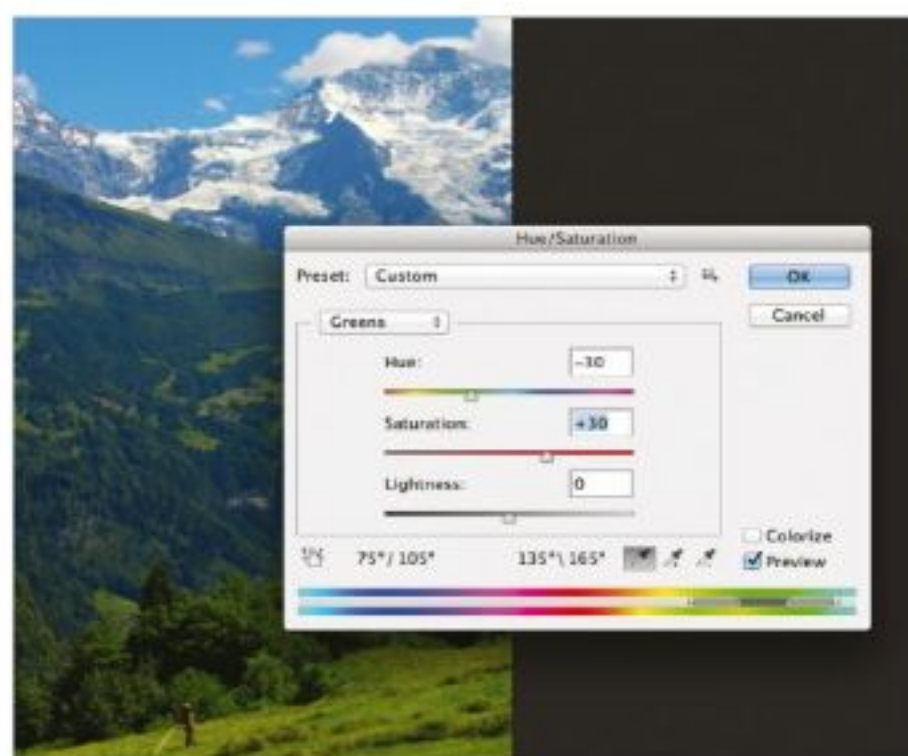 Hue/Saturation
Preset: Custom
OK
Cancel
Greens
Hue: -30
Saturation: +30
Lightness: 0
Colorize
75°/105° 135°\165°
Preview